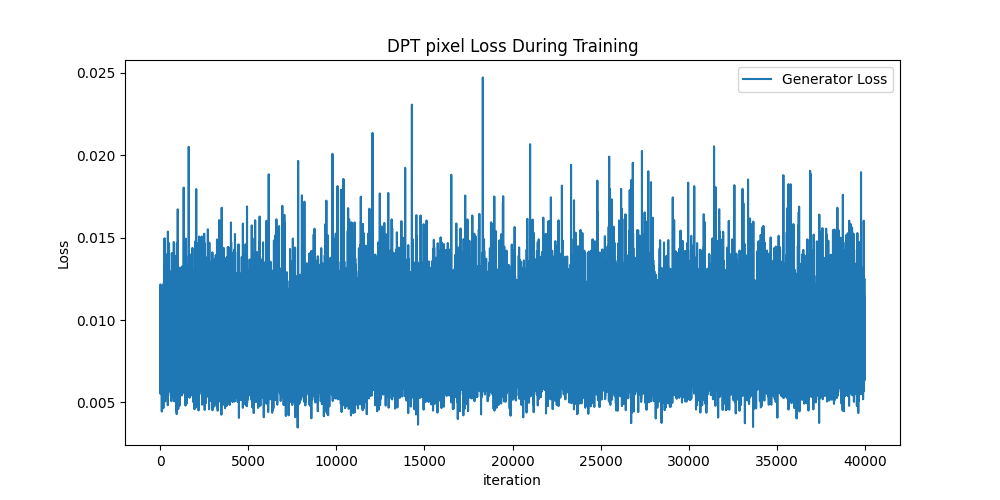 DPT pixel Loss During Training
Generator Loss
0.025
0.020
0.015
0.010
0.005
Loss
0 5000 10000 15000 20000 25000 30000 35000 40000
iteration